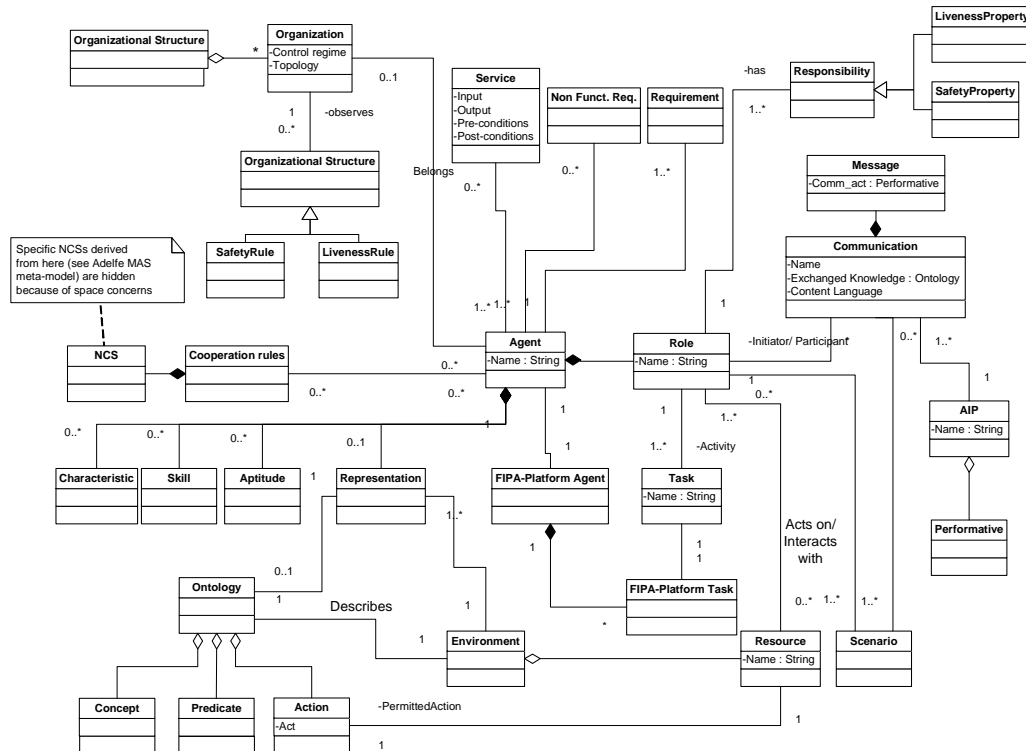 Organizational Structure
*
Organization
-Control regime
-Topology
0..1
1
-observes
0..*
Organizational Structure
Belongs
Service
-Input
-Output
-Pre-conditions
-Post-conditions
0..*
Non Funct. Req.
0..*
Requirement
1..*
-has
Responsibility
1..*
LivenessProperty
SafetyProperty
Message
-Comm_act : Performative
Communication
-Name
-Exchanged Knowledge : Ontology
-Content Language
Specific NCSs derived
from here (see Adelfe MAS
meta-model) are hidden
because of space concerns
SafetyRule
LivenessRule
1..*
1..*
1
1
1
NCS
Cooperation rules
0..*
Agent
-Name : String
0..*
0..*
Role
-Name : String
-Initiator/ Participant
*
0..*
1..*
1
1
AIP
-Name : String
1
1
1
0..*
1..*
0..*
0..*
0..*
0..1
1
1..*
-Activity
Characteristic
Skill
Aptitude
1
Representation
FIPA-Platform Agent
Task
-Name : String
1..*
Performative
Acts on/
Interacts
with
1
1
1
0..1
Ontology
1
Describes
1
1
Environment
FIPA-Platform Task
*
0..*
1..*
1..*
Resource
-Name : String
Scenario
Concept
Predicate
Action
-Act
-PermittedAction
1
1